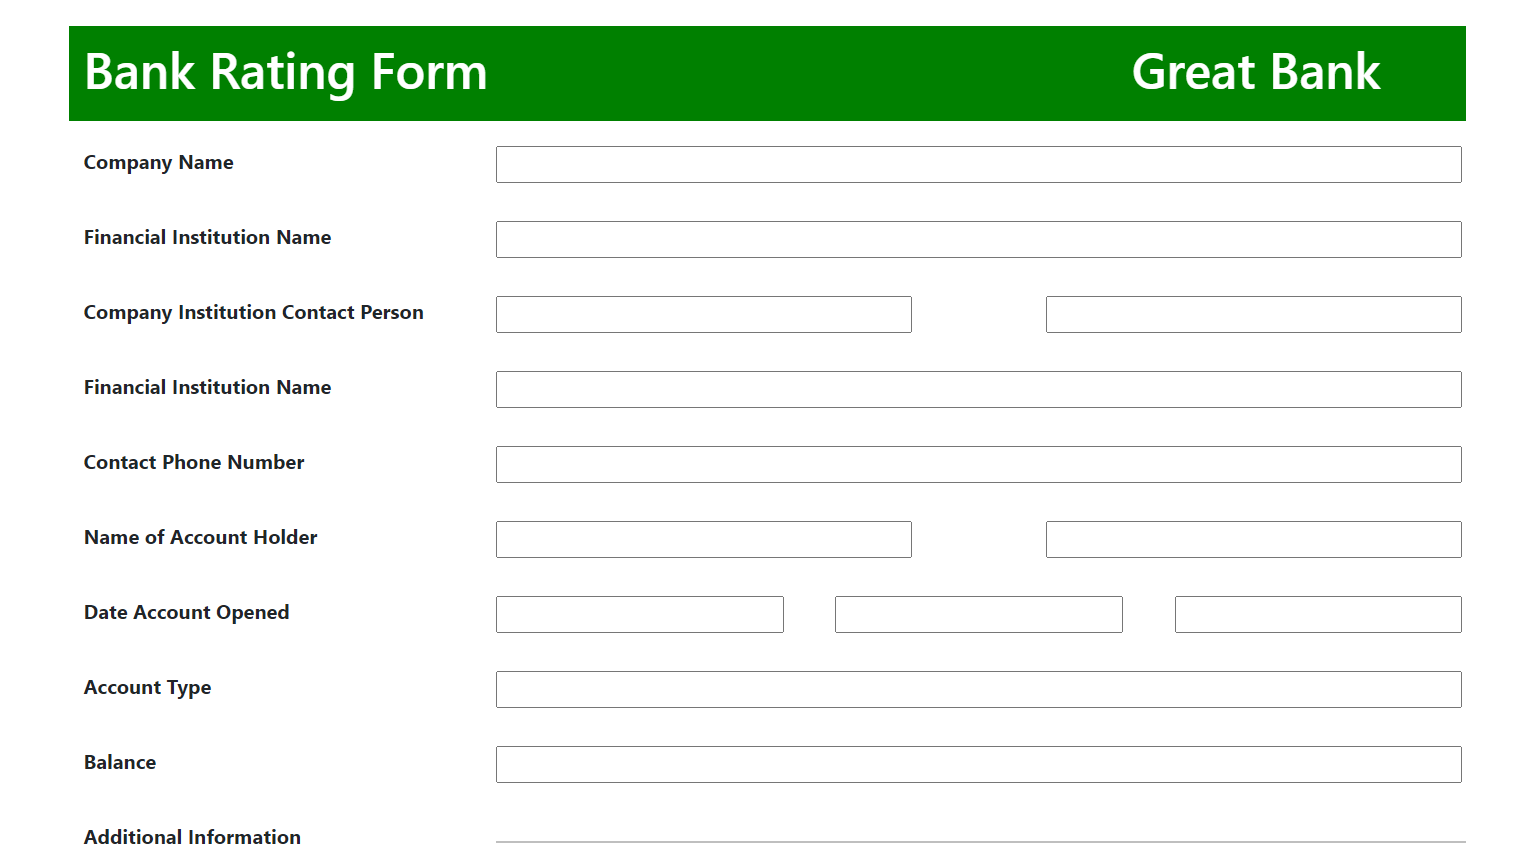 Bank Rating Form Great Bank
Company Name
Financial Institution Name
Company Institution Contact Person
Financial Institution Name
Contact Phone Number
Name of Account Holder
Date Account Opened
Account Type
Balance
Additional Information